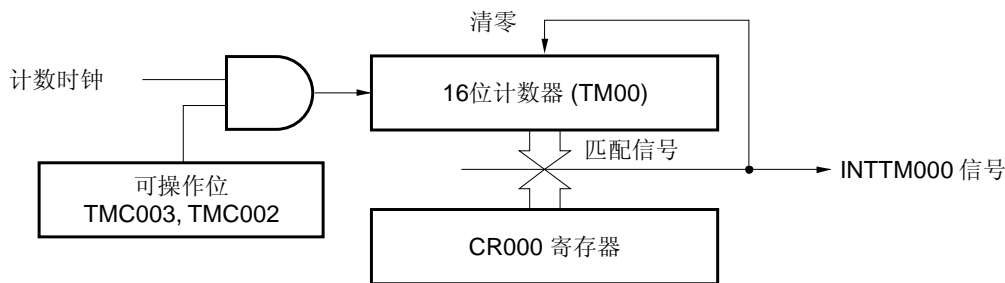 清零
计数时钟
16位计数器 (TM00)
匹配信号
INTTM000 信号
可操作位
TMC003, TMC002
CR000 寄存器